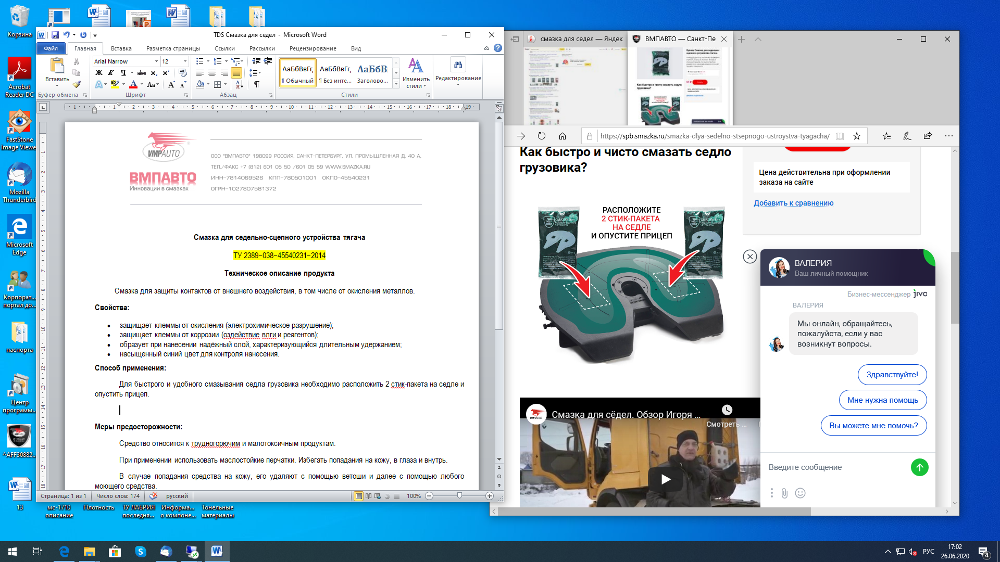 Корзина
Acrobat
Reader DC
FastStone
Image Viewe
Mozilla
Thunderbird
Microsoft
Edge
Корпорат...
портал до...
паспорта
Центр
программ...
^AFF30882...
13
мс-1710
описание
Плотность
ТУ ЛАБРИЯ
последня...
Информа...
о компоне...
Тонельные
материалы
TDS Смазка для седел - Microsoft Word
Файл
Главная
Вставка
Разметка страницы
Ссылки
Рассылки
Рецензирование
Вид
Вставить
Буфер обмена
Arial Narrow
12
Ж К Ч abc x₂ x²
Шрифт
Абзац
АаБбВвГг,
¶ Обычный
АаБбВвГг,
¶ Без инте...
АаБбВ:
Заголово...
Изменить
стили
Стили
Редактирование
VMPAUTO
ВМПАВТО
Инновации в смазках
ООО "ВМПАВТО" 198099 РОССИЯ, САНКТ-ПЕТЕРБУРГ, УЛ. ПРОМЫШЛЕННАЯ Д. 40 А,
ТЕЛ./ФАКС +7 (812) 601 05 50 /601 05 59 WWW.SMAZKA.RU
ИНН-7814069526 КПП-780501001 ОКПО-45540231
ОГРН-1027807581372
Смазка для седельно-сцепного устройства тягача
ТУ 2389-038-45540231-2014
Техническое описание продукта
Смазка для защиты контактов от внешнего воздействия, в том числе от окисления металлов.
Свойства:
• защищает клеммы от окисления (электрохимическое разрушение);
• защищает клеммы от коррозии (оздействие влги и реагентов);
• образует при нанесении надёжный слой, характеризующийся длительным удержанием;
• насыщенный синий цвет для контроля нанесения.
Способ применения:
Для быстрого и удобного смазывания седла грузовика необходимо расположить 2 стик-пакета на седле и
опустить прицеп.
Меры предосторожности:
Средство относится к трудногорючим и малотоксичным продуктам.
При применении использовать маслостойкие перчатки. Избегать попадания на кожу, в глаза и внутрь.
В случае попадания средства на кожу, его удаляют с помощью ветоши и далее с помощью любого
моющего средства.
Страница: 1 из 1
Число слов: 174
русский
100%
смазка для седел — Яндек
ВМПАВТО — Санкт-Пе
Как быстро и чисто смазать седло
грузовика?
https://spb.smazka.ru/smazka-dlya-sedelno-stsepnogo-ustroystva-tyagacha/
Как быстро и чисто смазать седло
грузовика?
РАСПОЛОЖИТЕ
2 СТИК-ПАКЕТА
НА СЕДЛЕ
И ОПУСТИТЕ ПРИЦЕП
Цена действительна при оформлении
заказа на сайте
Добавить к сравнению
VMPAUTO
Смазка для сёдел. Обзор Игоря ...
Смотреть ...
ВАЛЕРИЯ
Ваш личный помощник
Бизнес-мессенджер jivo
ВАЛЕРИЯ
Мы онлайн, обращайтесь,
пожалуйста, если у вас
возникнут вопросы.
Здравствуйте!
Мне нужна помощь
Вы можете мне помочь?
Введите сообщение
РУС
17:02
26.06.2020
4